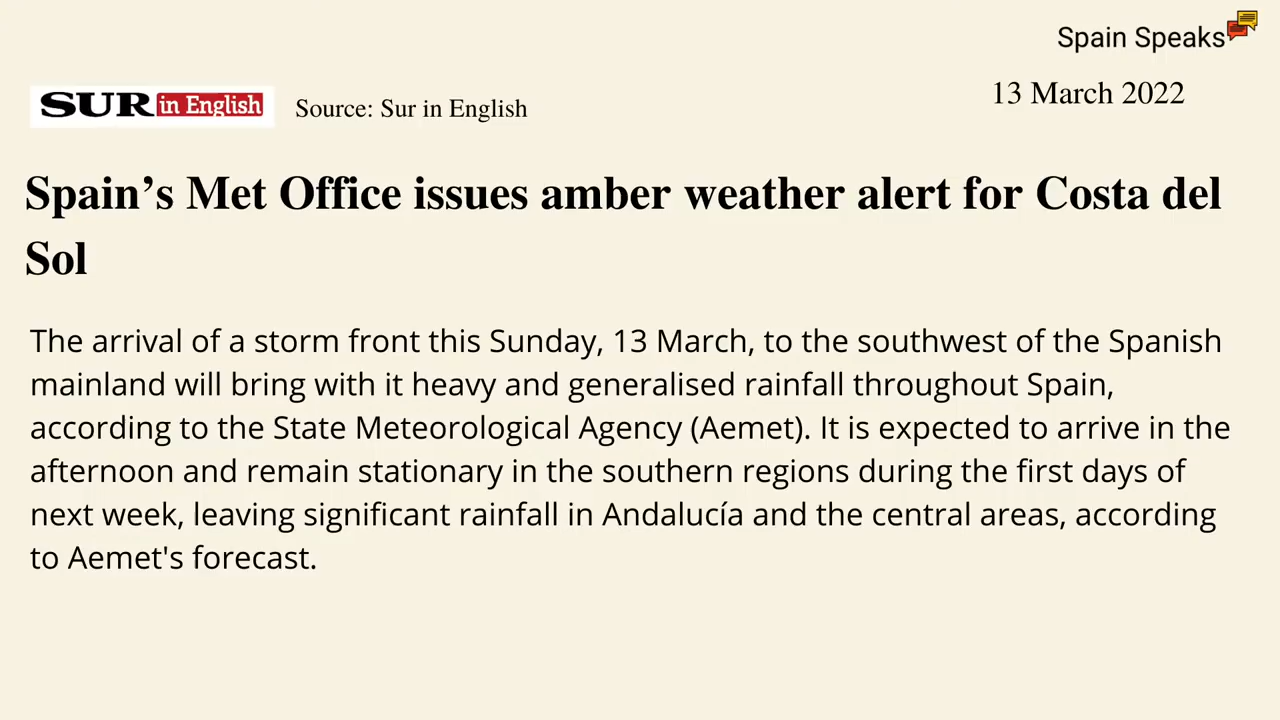 Spain Speaks
SUR in English
Source: Sur in English
13 March 2022
Spain’s Met Office issues amber weather alert for Costa del
Sol
The arrival of a storm front this Sunday, 13 March, to the southwest of the Spanish
mainland will bring with it heavy and generalised rainfall throughout Spain,
according to the State Meteorological Agency (Aemet). It is expected to arrive in the
afternoon and remain stationary in the southern regions during the first days of
next week, leaving significant rainfall in Andalucía and the central areas, according
to Aemet's forecast.